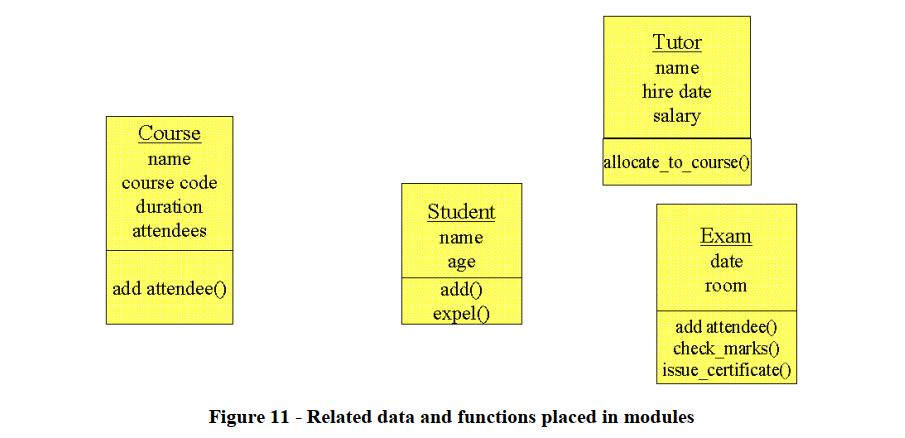 Course
name
course code
duration
attendees
add attendee()
Student
name
age
add()
expel()
Tutor
name
hire date
salary
allocate_to_course()
Exam
date
room
add attendee()
check_marks()
issue_certificate()
Figure 11 - Related data and functions placed in modules